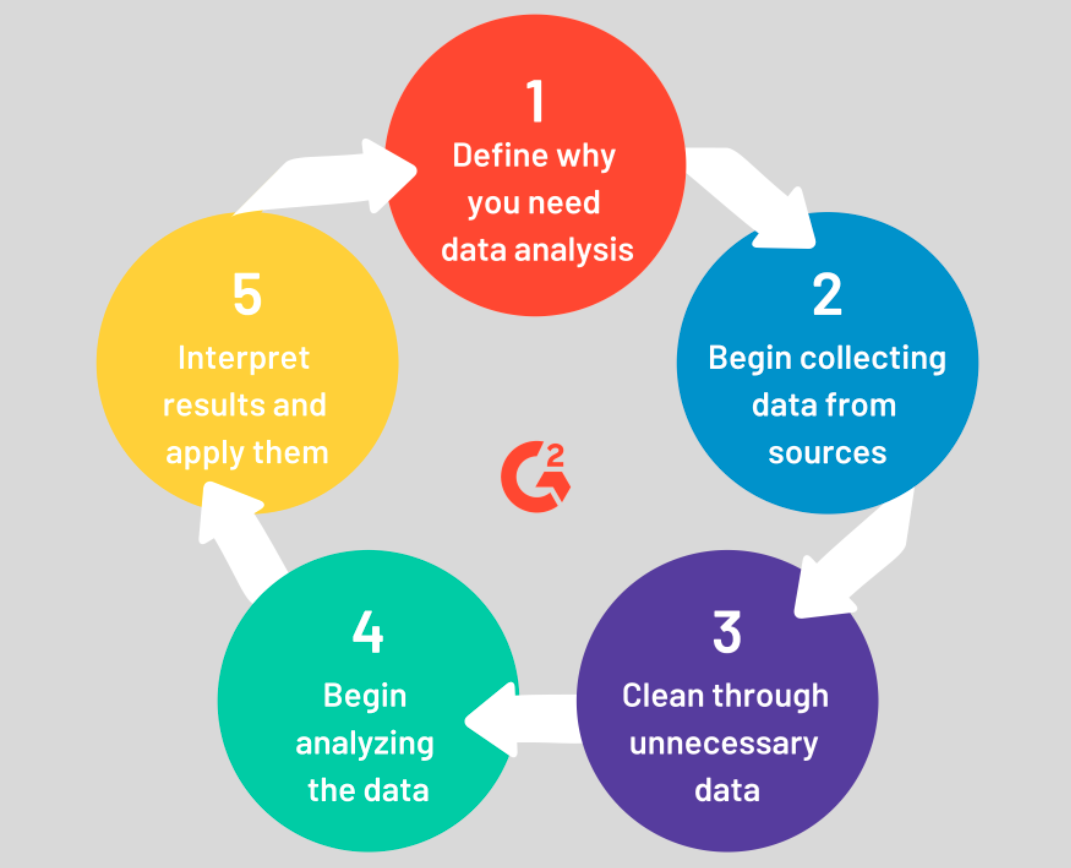 1
Define why
you need
data analysis
2
Begin collecting
data from
sources
3
Clean through
unnecessary
data
4
Begin
analyzing
the data
5
Interpret
results and
apply them
G2